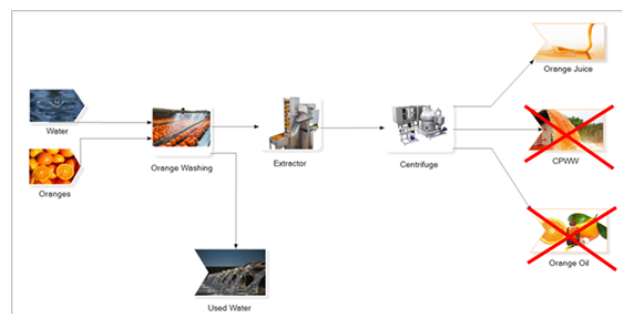 Water
Oranges
Orange Washing
Used Water
Extractor
Centrifuge
Orange Juice
CPWW
Orange Oil